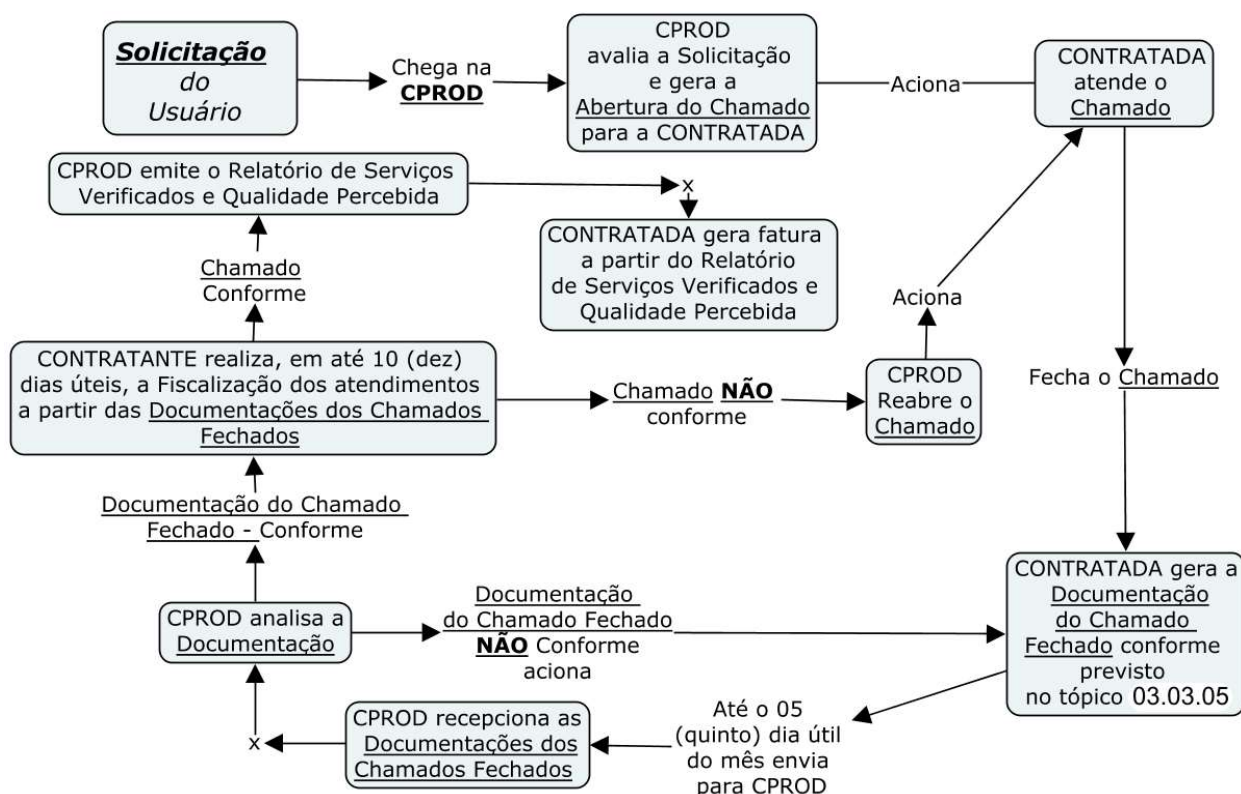 Solicitação
do
Usuário
Chega na
CPROD
CPROD
avalia a Solicitação
e gera a
Abertura do Chamado
para a CONTRATADA
Aciona
CONTRATADA
atende o
Chamado
CPROD emite o Relatório de Serviços
Verificados e Qualidade Percebida
x
CONTRATADA gera fatura
a partir do Relatório
de Serviços Verificados e
Qualidade Percebida
Chamado
Conforme
Aciona
CONTRATANTE realiza, em até 10 (dez)
dias úteis, a Fiscalização dos atendimentos
a partir das Documentações dos Chamados
Fechados
Chamado NÃO
conforme
CPROD
Reabre o
Chamado
Fecha o Chamado
Documentação do Chamado
Fechado - Conforme
CPROD analisa a
Documentação
Documentação
do Chamado Fechado
NÃO Conforme
aciona
CONTRATADA gera a
Documentação
do Chamado
Fechado conforme
previsto
no tópico 03.03.05
Até o 05
(quinto) dia útil
do mês envia
para CPROD
CPROD recepciona as
Documentações dos
Chamados Fechados
x